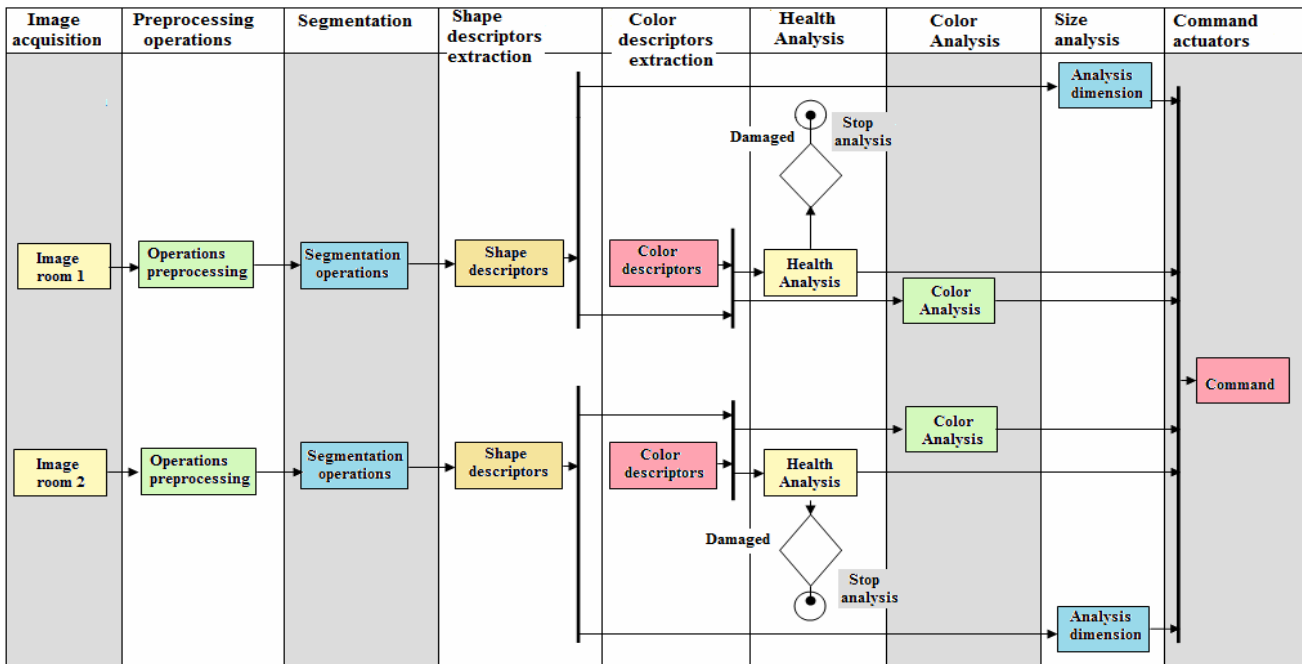 Image
acquisition
Preprocessing
operations
Segmentation
Shape
descriptors
extraction
Color
descriptors
extraction
Health
Analysis
Color
Analysis
Size
analysis
Command
actuators
Analysis
dimension
Damaged
Stop
analysis
Image
room 1
Operations
preprocessing
Segmentation
operations
Shape
descriptors
Color
descriptors
Health
Analysis
Color
Analysis
Command
Color
Analysis
Image
room 2
Operations
preprocessing
Segmentation
operations
Shape
descriptors
Color
descriptors
Health
Analysis
Damaged
Stop
analysis
Analysis
dimension